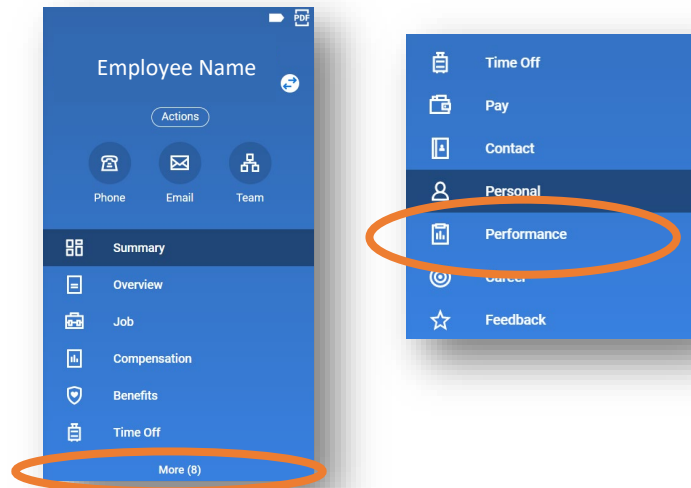 PDF
Employee Name
Actions
Phone Email Team
Summary
Overview
Job
Compensation
Benefits
Time Off
More (8)
Time Off
Pay
Contact
Personal
Performance
Career
Feedback